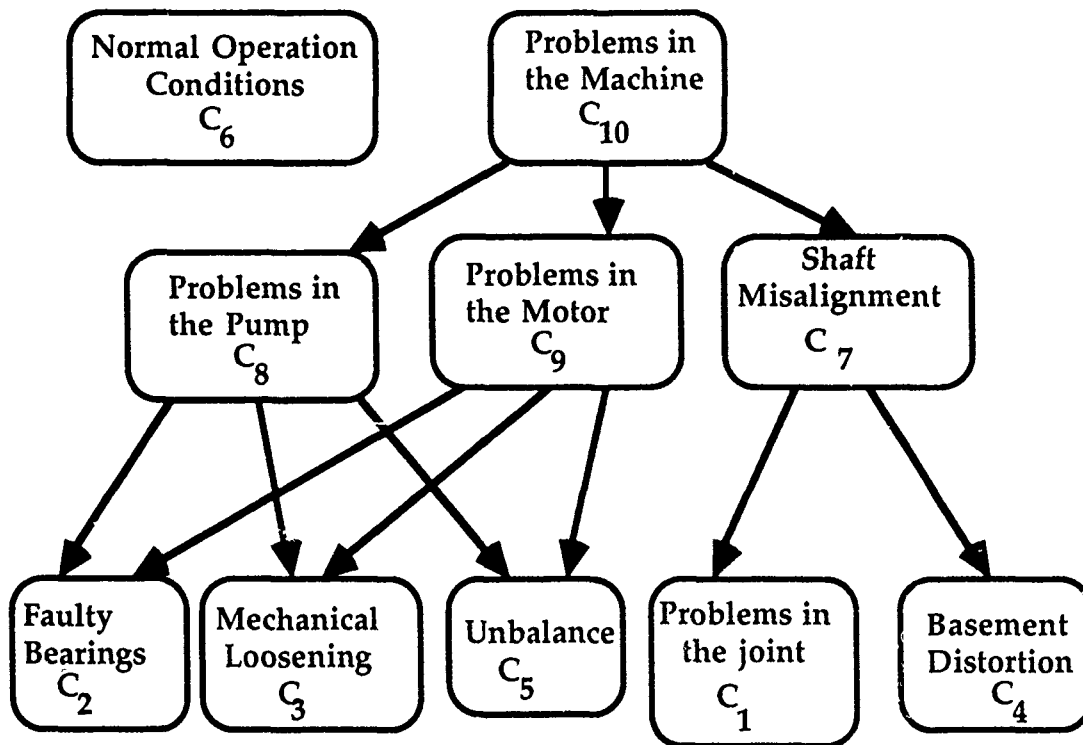 Normal Operation
Conditions
C6
Problems in
the Machine
C10
Problems in
the Pump
C8
Problems in
the Motor
C9
Shaft
Misalignment
C 7
Faulty
Bearings
C2
Mechanical
Loosening
C3
Unbalance
C5
Problems in
the joint
C1
Basement
Distortion
C4